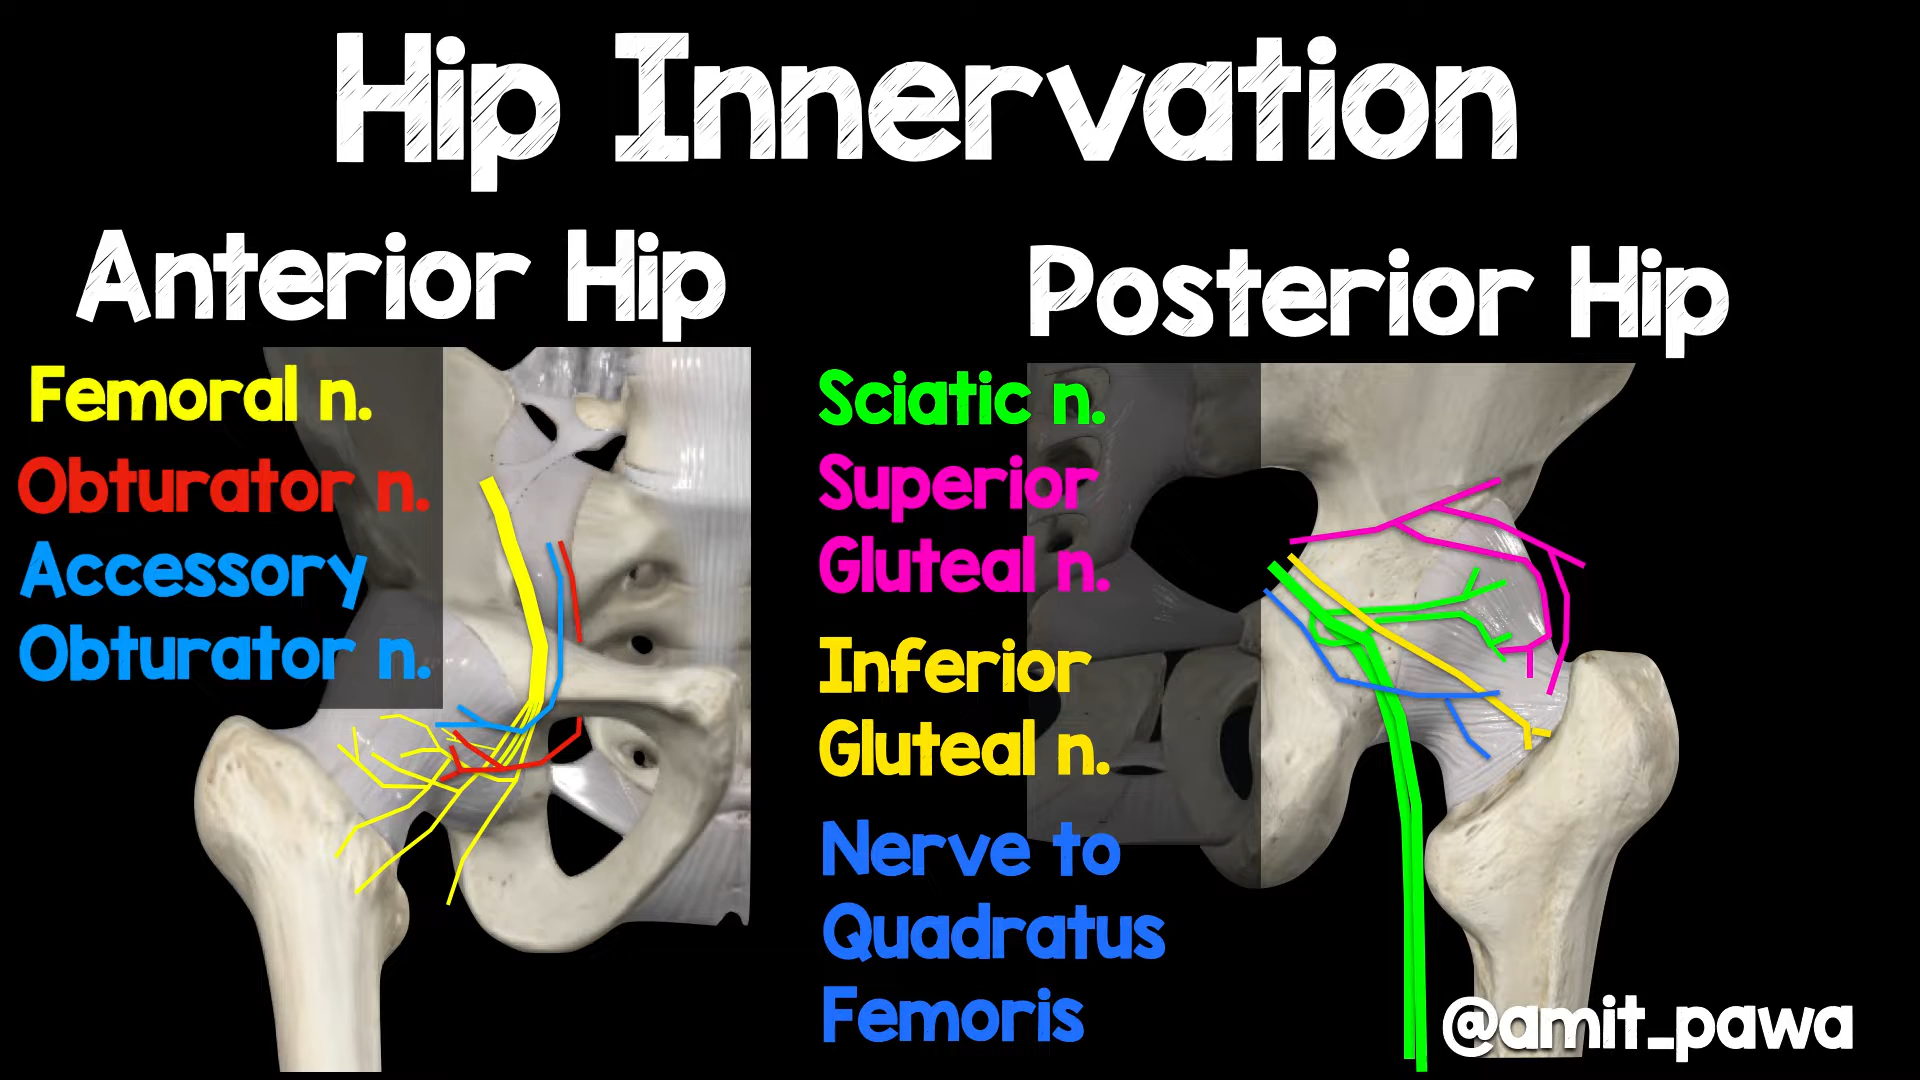 Hip Innervation
Anterior Hip
Femoral n.
Obturator n.
Accessory
Obturator n.
Posterior Hip
Sciatic n.
Superior
Gluteal n.
Inferior
Gluteal n.
Nerve to
Quadratus
Femoris
@amit_pawa